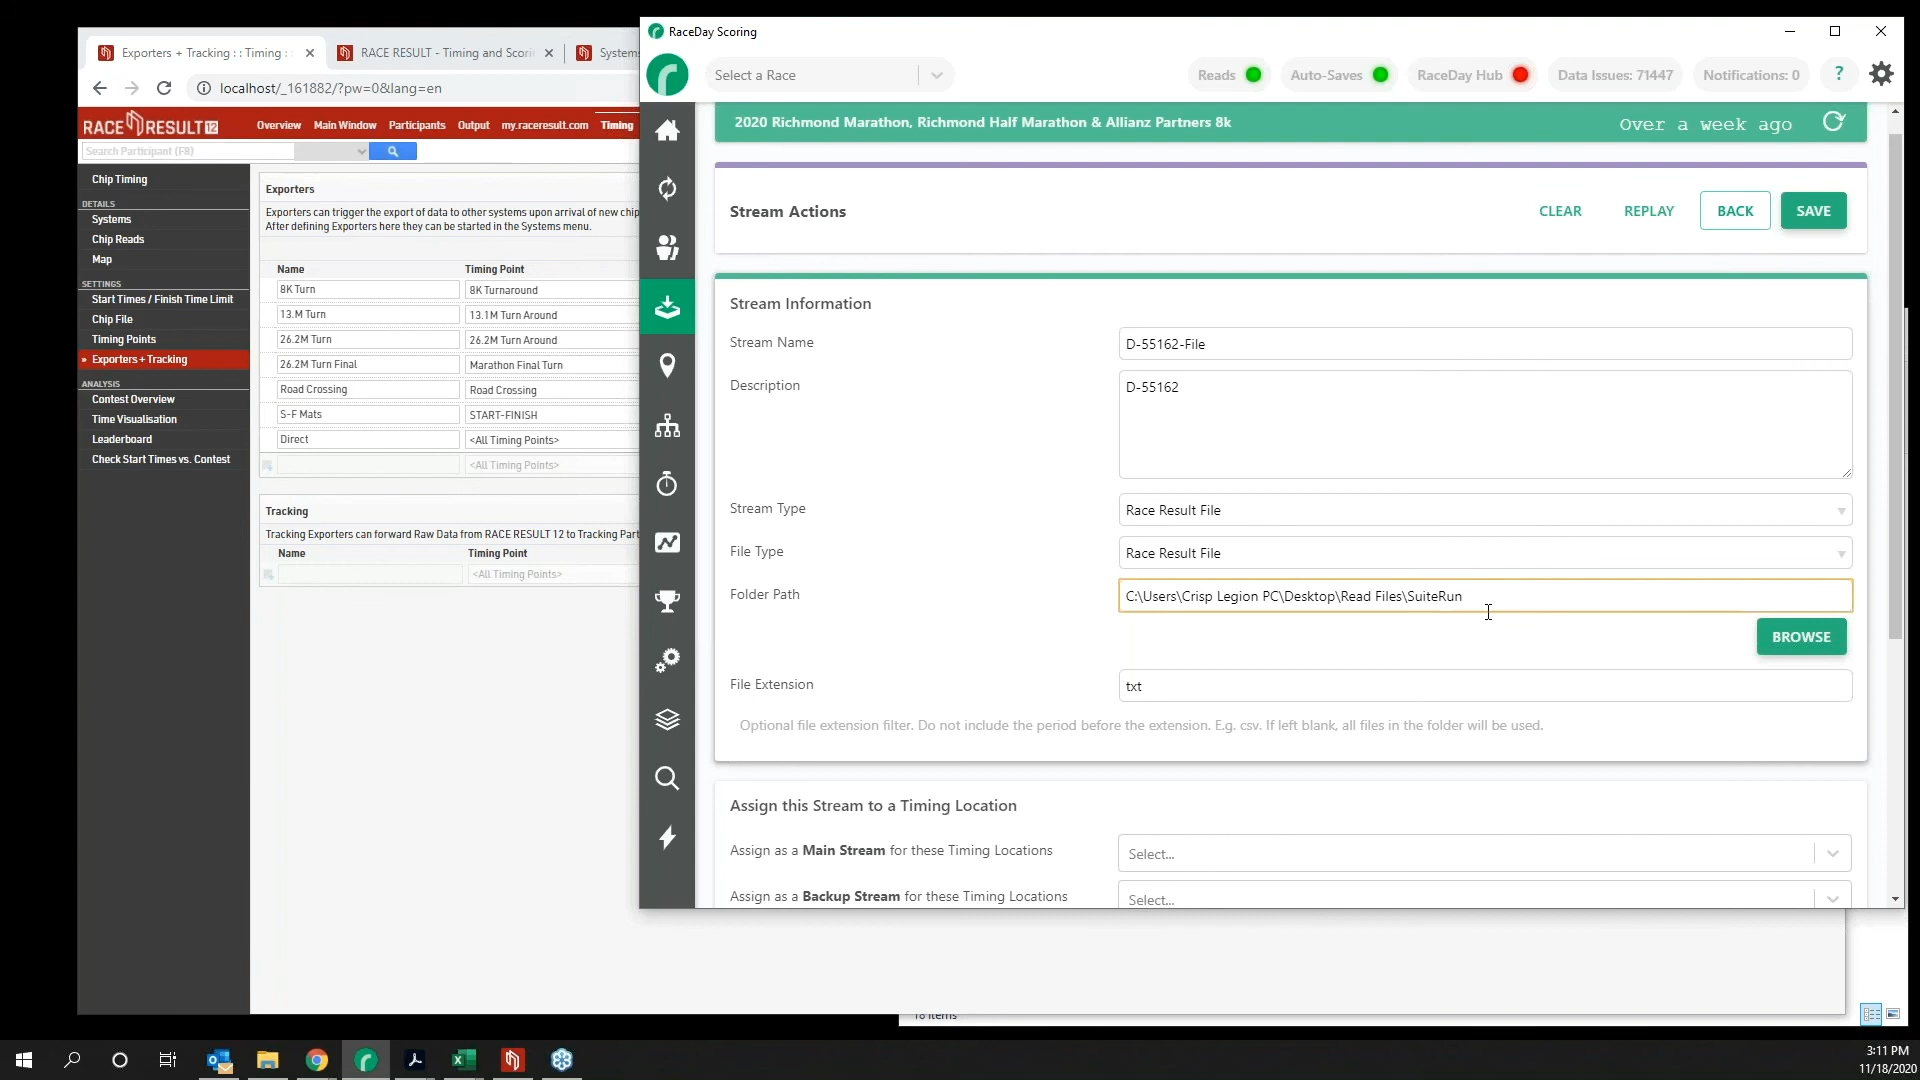 Exporters + Tracking : : Timing :
RACE RESULT - Timing and Scori
Systems
localhost/_161882/?pw=0&lang=en
RACE RESULT 12
Overview Main Window Participants Output my.raceresult.com Timing
Search Participant (F8)
Chip Timing
DETAILS
Systems
Chip Reads
Map
SETTINGS
Start Times / Finish Time Limit
Chip File
Timing Points
» Exporters + Tracking
ANALYSIS
Contest Overview
Time Visualisation
Leaderboard
Check Start Times vs. Contest
Exporters
Exporters can trigger the export of data to other systems upon arrival of new chip
After defining Exporters here they can be started in the Systems menu.
Name Timing Point
8K Turn 8K Turnaround
13.M Turn 13.1M Turn Around
26.2M Turn 26.2M Turn Around
26.2M Turn Final Marathon Final Turn
Road Crossing Road Crossing
S-F Mats START-FINISH
Direct <All Timing Points>
<All Timing Points>
Tracking
Tracking Exporters can forward Raw Data from RACE RESULT 12 to Tracking Part
Name Timing Point
<All Timing Points>
RaceDay Scoring
Select a Race
Reads Auto-Saves RaceDay Hub Data Issues: 71447 Notifications: 0 ?
2020 Richmond Marathon, Richmond Half Marathon & Allianz Partners 8k Over a week ago
Stream Actions CLEAR REPLAY BACK SAVE
Stream Information
Stream Name D-55162-File
Description D-55162
Stream Type Race Result File
File Type Race Result File
Folder Path C:\Users\Crisp Legion PC\Desktop\Read Files\SuiteRun
BROWSE
File Extension txt
Optional file extension filter. Do not include the period before the extension. E.g. csv. If left blank, all files in the folder will be used.
Assign this Stream to a Timing Location
Assign as a Main Stream for these Timing Locations Select...
Assign as a Backup Stream for these Timing Locations Select...
18 items
3:11 PM
11/18/2020